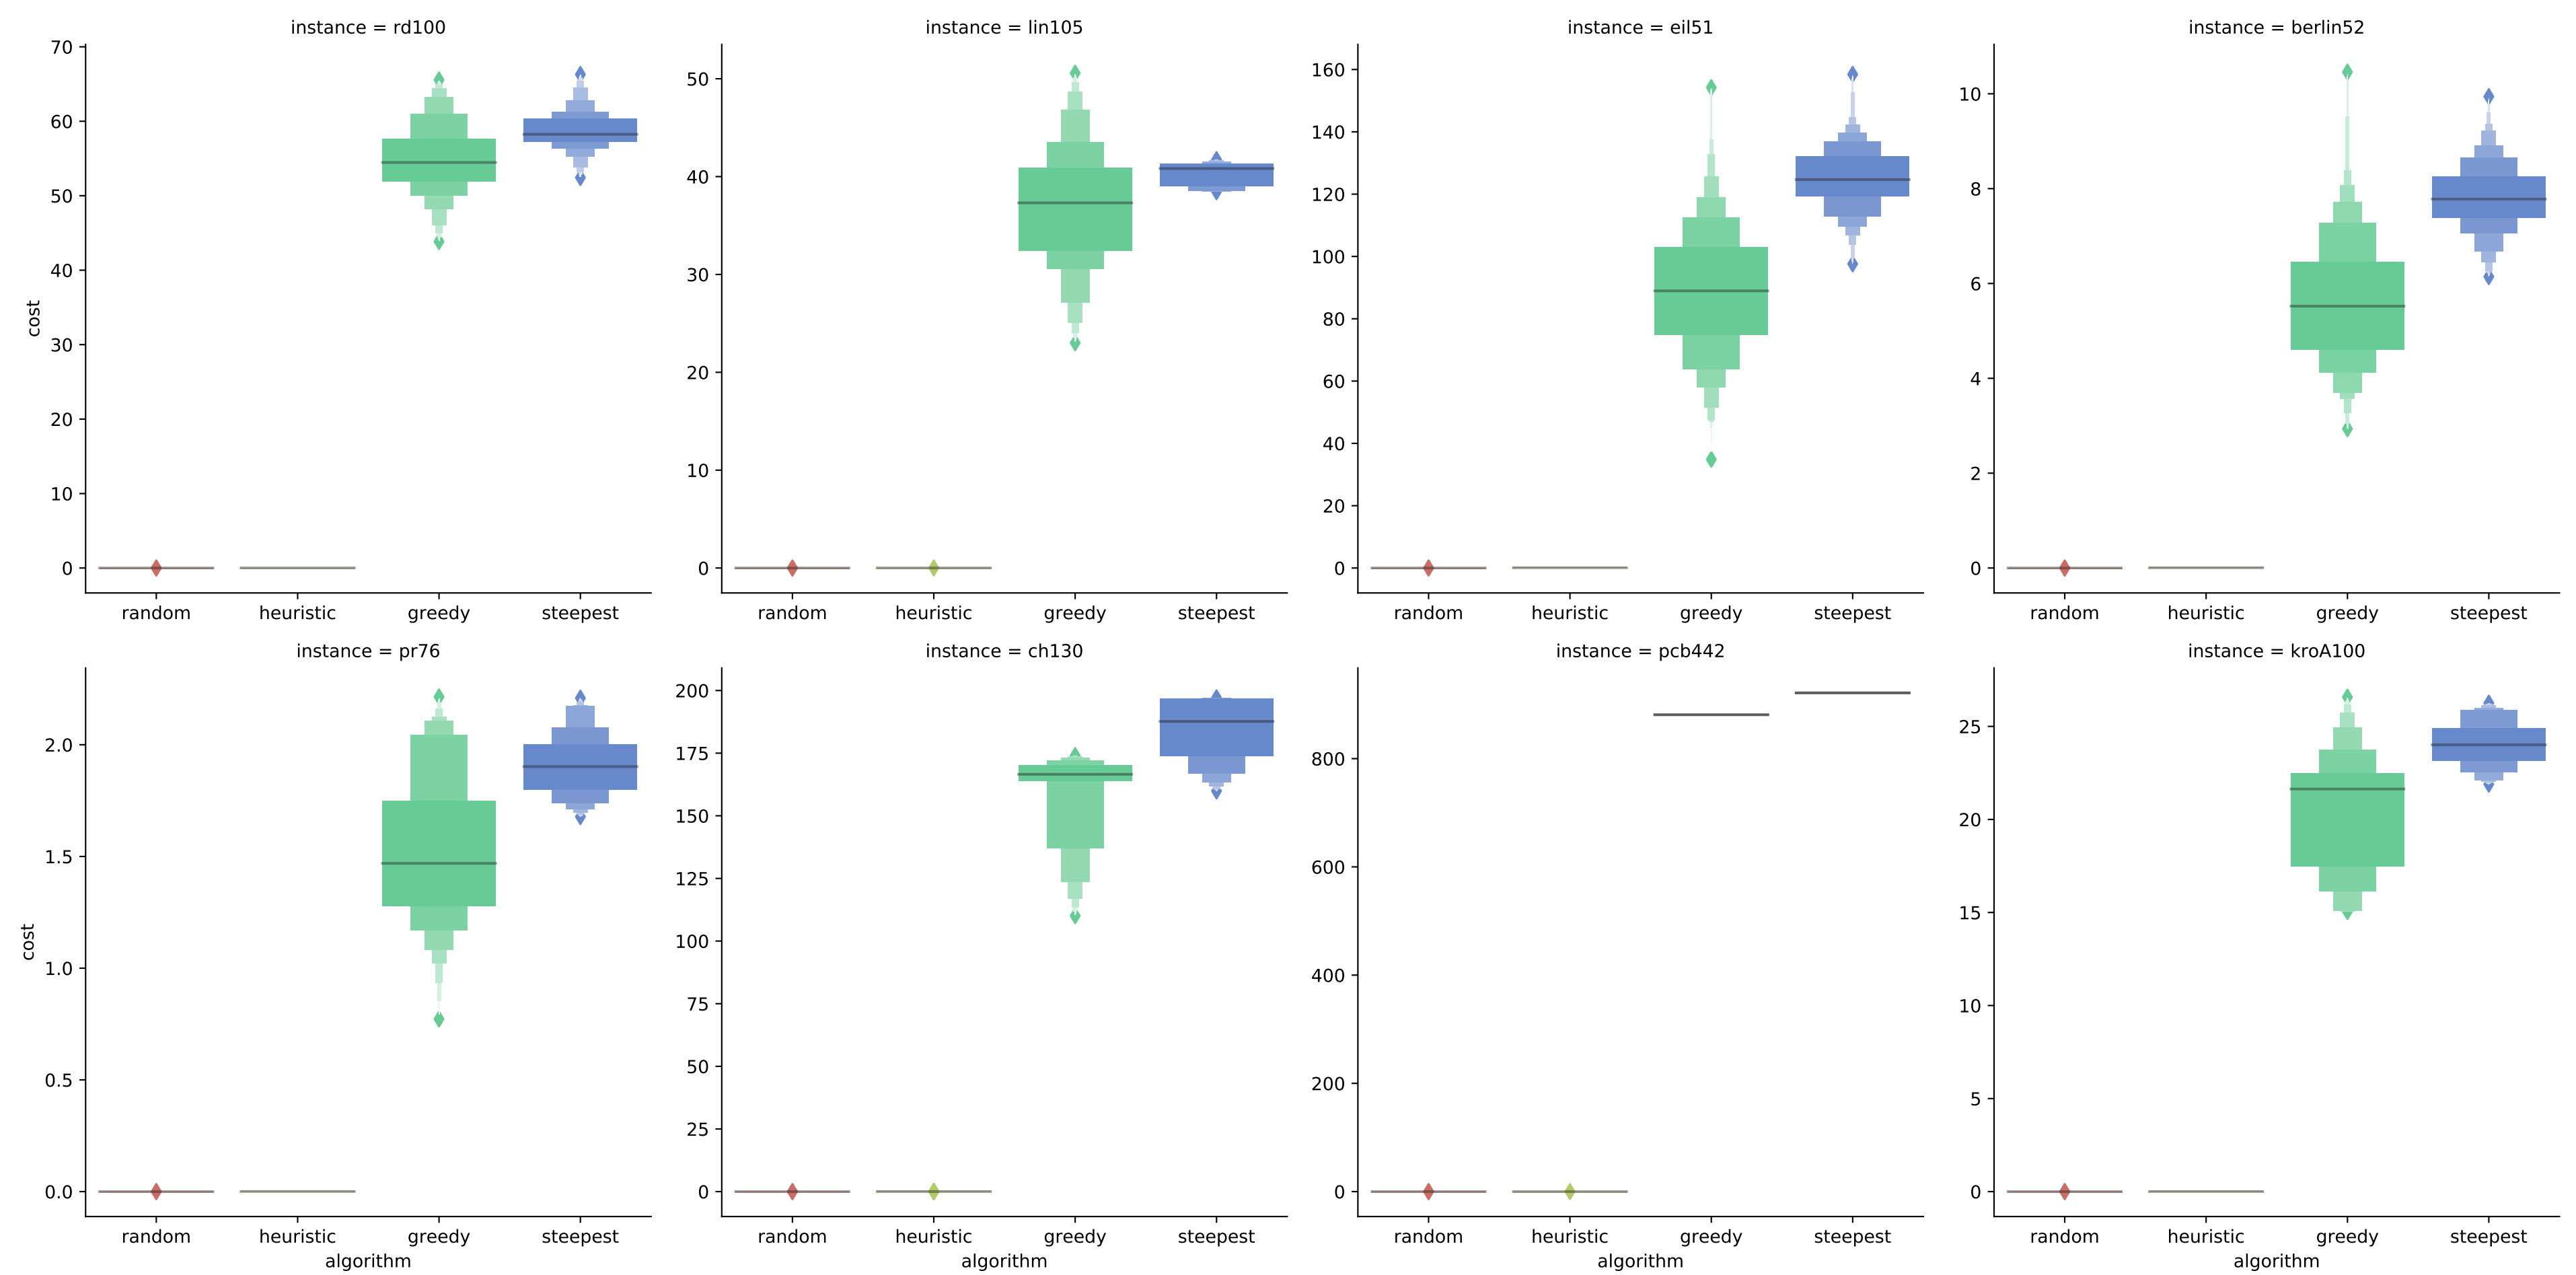 instance = rd100
70
60
50
40
30
20
10
0
cost
random heuristic greedy steepest
instance = lin105
50
40
30
20
10
0
random heuristic greedy steepest
instance = eil51
160
140
120
100
80
60
40
20
0
random heuristic greedy steepest
instance = berlin52
10
8
6
4
2
0
random heuristic greedy steepest
instance = pr76
2.0
1.5
1.0
0.5
0.0
cost
random heuristic greedy steepest
algorithm
instance = ch130
200
175
150
125
100
75
50
25
0
random heuristic greedy steepest
algorithm
instance = pcb442
800
600
400
200
0
random heuristic greedy steepest
algorithm
instance = kroA100
25
20
15
10
5
0
random heuristic greedy steepest
algorithm